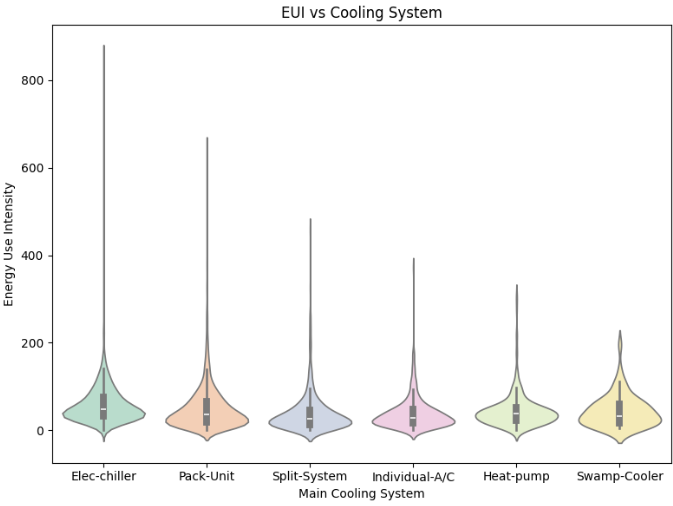 EUI vs Cooling System
Energy Use Intensity
800
600
400
200
0
Elec-chiller Pack-Unit Split-System Individual-A/C Heat-pump Swamp-Cooler
Main Cooling System